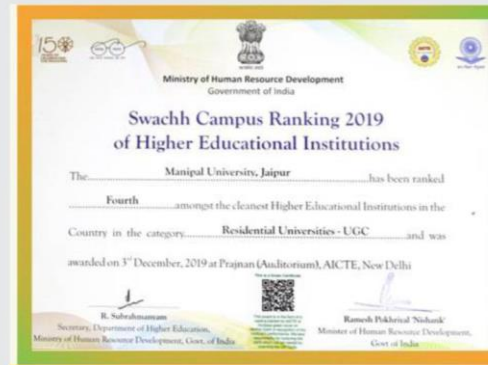 150
Ministry of Human Resource Development
Government of India
Swachh Campus Ranking 2019
of Higher Educational Institutions
The Manipal University, Jaipur has been ranked
Fourth amongst the cleanest Higher Educational Institutions in the
Country in the category Residential Universities - UGC and was
awarded on 3rd December, 2019 at Prajnan (Auditorium), AICTE, New Delhi
R. Subrahmanyam
Secretary, Department of Higher Education,
Ministry of Human Resource Development, Govt. of India
Ramesh Pokhriyal 'Nishank'
Minister of Human Resource Development,
Govt of India